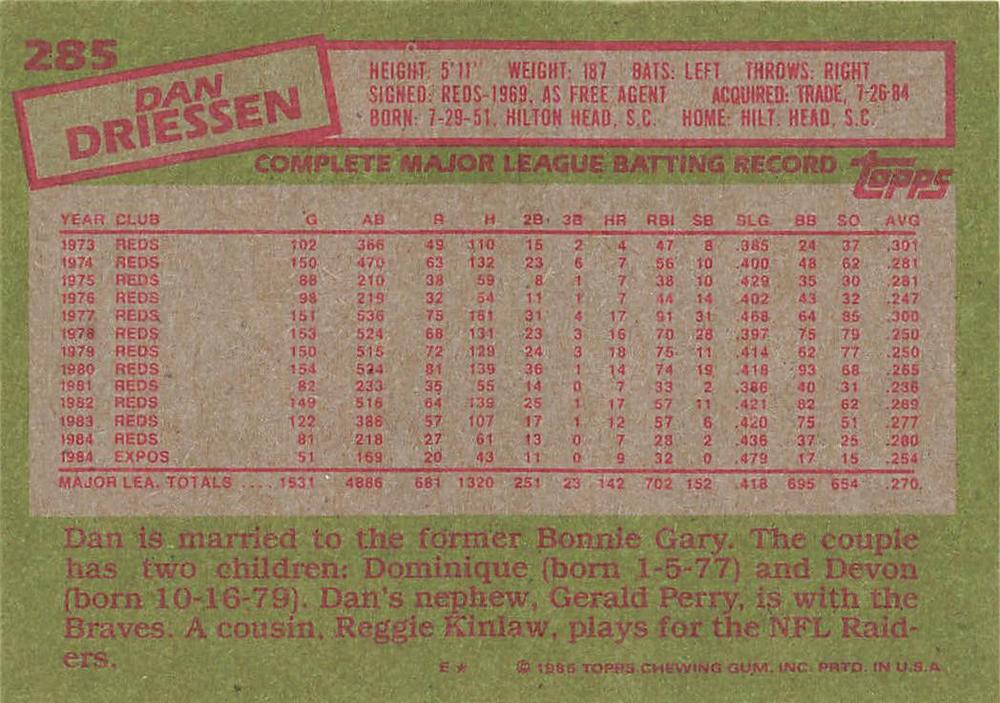 285
DAN
DRIESSEN
HEIGHT: 5'11" WEIGHT: 187 BATS: LEFT THROWS: RIGHT
SIGNED: REDS-1969, AS FREE AGENT ACQUIRED: TRADE, 7-26-84
BORN: 7-29-51, HILTON HEAD, S.C. HOME: HILT. HEAD, S.C.
COMPLETE MAJOR LEAGUE BATTING RECORD
TOPPS
YEAR CLUB G AB R H 2B 3B HR RBI SB SLG BB SO AVG
1973 REDS 102 366 49 110 15 2 4 47 8 .385 24 37 .301
1974 REDS 150 470 63 132 23 6 7 56 10 .400 48 62 .281
1975 REDS 88 210 38 59 8 1 7 38 10 .429 35 30 .281
1976 REDS 98 219 32 54 11 1 7 44 14 .402 43 32 .247
1977 REDS 151 536 75 161 31 4 17 91 31 .468 64 85 .300
1978 REDS 153 524 68 131 23 3 16 70 28 .397 75 79 .250
1979 REDS 150 515 72 129 24 3 18 75 11 .414 62 77 .250
1980 REDS 154 524 81 139 36 1 14 74 19 .418 93 68 .265
1981 REDS 82 233 35 55 14 0 7 33 2 .386 40 31 .236
1982 REDS 149 516 64 139 25 1 17 57 11 .421 82 62 .269
1983 REDS 122 386 57 107 17 1 12 57 6 .420 75 51 .277
1984 REDS 81 218 27 61 13 0 7 28 2 .436 37 25 .280
1984 EXPOS 51 169 20 43 11 0 9 32 0 .479 17 15 .254
MAJOR LEA. TOTALS .... 1531 4886 681 1320 251 23 142 702 152 .418 695 654 .270
Dan is married to the former Bonnie Gary. The couple
has two children: Dominique (born 1-5-77) and Devon
(born 10-16-79). Dan's nephew, Gerald Perry, is with the
Braves. A cousin, Reggie Kinlaw, plays for the NFL Raid-
ers.
E* © 1985 TOPPS CHEWING GUM, INC. PRTD. IN U.S.A